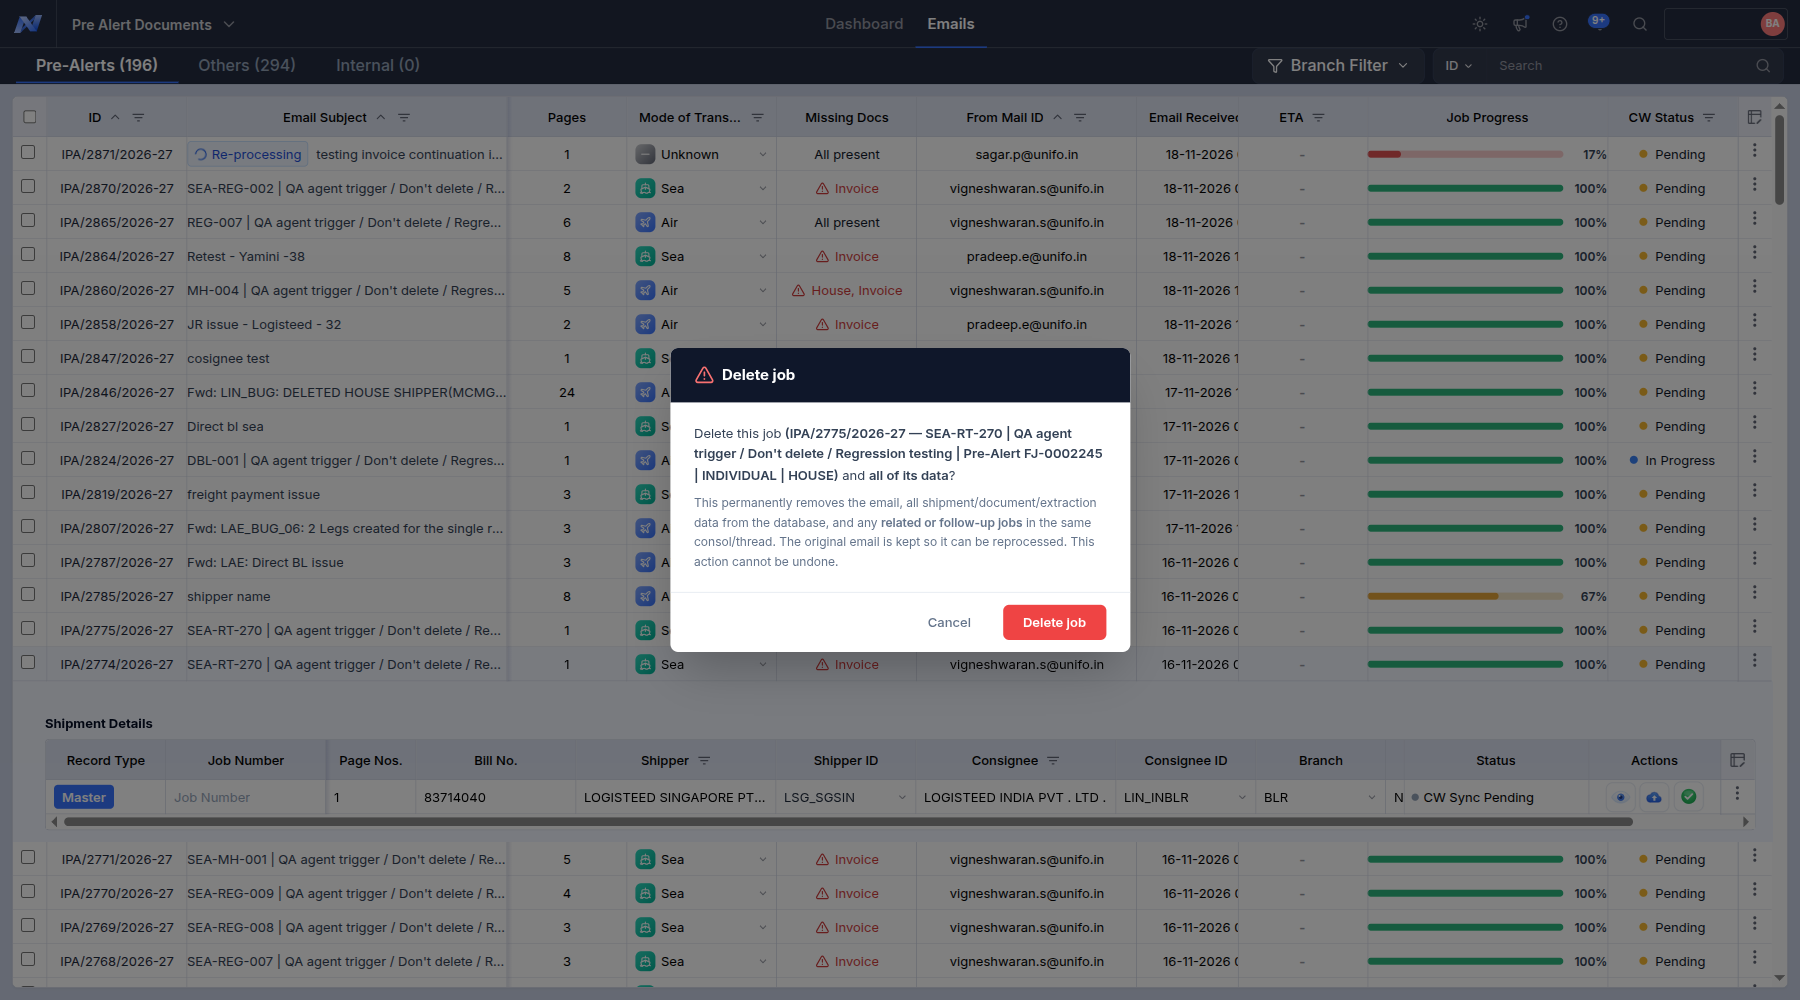 Pre Alert Documents
Dashboard
Emails
9+
BA
Pre-Alerts (196)
Others (294)
Internal (0)
Branch Filter
ID
Search
ID Email Subject Pages Mode of Trans... Missing Docs From Mail ID Email Received ETA Job Progress CW Status
IPA/2871/2026-27 Re-processing testing invoice continuation i... 1 Unknown All present sagar.p@unifo.in 18-11-2026 - 17% Pending
IPA/2870/2026-27 SEA-REG-002 | QA agent trigger / Don't delete / R... 2 Sea Invoice vigneshwaran.s@unifo.in 18-11-2026 - 100% Pending
IPA/2865/2026-27 REG-007 | QA agent trigger / Don't delete / Regre... 6 Air All present vigneshwaran.s@unifo.in 18-11-2026 - 100% Pending
IPA/2864/2026-27 Retest - Yamini -38 8 Sea Invoice pradeep.e@unifo.in 18-11-2026 - 100% Pending
IPA/2860/2026-27 MH-004 | QA agent trigger / Don't delete / Regres... 5 Air House, Invoice vigneshwaran.s@unifo.in 18-11-2026 - 100% Pending
IPA/2858/2026-27 JR issue - Logisteed - 32 2 Air Invoice pradeep.e@unifo.in 18-11-2026 - 100% Pending
IPA/2847/2026-27 cosignee test 1 18-11-2026 - 100% Pending
IPA/2846/2026-27 Fwd: LIN_BUG: DELETED HOUSE SHIPPER(MCMG... 24 17-11-2026 - 100% Pending
IPA/2827/2026-27 Direct bl sea 1 17-11-2026 - 100% Pending
IPA/2824/2026-27 DBL-001 | QA agent trigger / Don't delete / Regres... 1 17-11-2026 - 100% In Progress
IPA/2819/2026-27 freight payment issue 3 17-11-2026 - 100% Pending
IPA/2807/2026-27 Fwd: LAE_BUG_06: 2 Legs created for the single r... 3 17-11-2026 - 100% Pending
IPA/2787/2026-27 Fwd: LAE: Direct BL issue 3 16-11-2026 - 100% Pending
IPA/2785/2026-27 shipper name 8 16-11-2026 - 67% Pending
IPA/2775/2026-27 SEA-RT-270 | QA agent trigger / Don't delete / Re... 1 16-11-2026 - 100% Pending
IPA/2774/2026-27 SEA-RT-270 | QA agent trigger / Don't delete / Re... 1 Sea Invoice vigneshwaran.s@unifo.in 16-11-2026 - 100% Pending
Delete job
Delete this job (IPA/2775/2026-27 — SEA-RT-270 | QA agent
trigger / Don't delete / Regression testing | Pre-Alert FJ-0002245
| INDIVIDUAL | HOUSE) and all of its data?
This permanently removes the email, all shipment/document/extraction
data from the database, and any related or follow-up jobs in the same
consol/thread. The original email is kept so it can be reprocessed. This
action cannot be undone.
Cancel
Delete job
Shipment Details
Record Type Job Number Page Nos. Bill No. Shipper Shipper ID Consignee Consignee ID Branch Status Actions
Master Job Number 1 83714040 LOGISTEED SINGAPORE PT... LSG_SGSIN LOGISTEED INDIA PVT . LTD . LIN_INBLR BLR N CW Sync Pending
IPA/2771/2026-27 SEA-MH-001 | QA agent trigger / Don't delete / Re... 5 Sea Invoice vigneshwaran.s@unifo.in 16-11-2026 - 100% Pending
IPA/2770/2026-27 SEA-REG-009 | QA agent trigger / Don't delete / R... 4 Sea Invoice vigneshwaran.s@unifo.in 16-11-2026 - 100% Pending
IPA/2769/2026-27 SEA-REG-008 | QA agent trigger / Don't delete / R... 3 Sea Invoice vigneshwaran.s@unifo.in 16-11-2026 - 100% Pending
IPA/2768/2026-27 SEA-REG-007 | QA agent trigger / Don't delete / R... 3 Sea Invoice vigneshwaran.s@unifo.in 16-11-2026 - 100% Pending